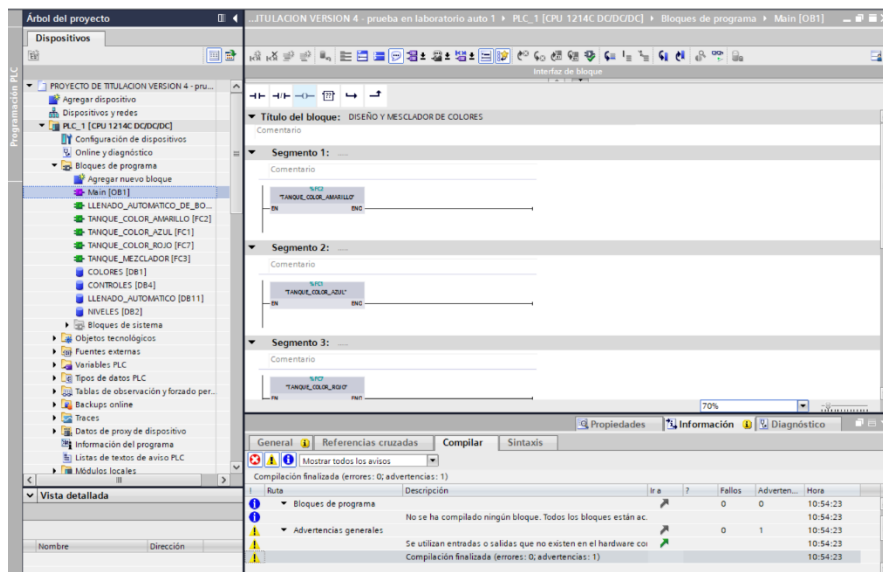 Árbol del proyecto
...JTULACION VERSION 4 - prueba en laboratorio auto 1 ▸ PLC_1 [CPU 1214C DC/DC/DC] ▸ Bloques de programa ▸ Main [OB1]
Dispositivos
Interfaz de bloque
Programación PLC
PROYECTO DE TITULACION VERSION 4 - pru...
Agregar dispositivo
Dispositivos y redes
PLC_1 [CPU 1214C DC/DC/DC]
Configuración de dispositivos
Online y diagnóstico
Bloques de programa
Agregar nuevo bloque
Main [OB1]
LLENADO_AUTOMATICO_DE_BO...
TANQUE_COLOR_AMARILLO [FC2]
TANQUE_COLOR_AZUL [FC1]
TANQUE_COLOR_ROJO [FC7]
TANQUE_MEZCLADOR [FC3]
COLORES [DB1]
CONTROLES [DB4]
LLENADO_AUTOMATICO [DB11]
NIVELES [DB2]
Bloques de sistema
Objetos tecnológicos
Fuentes externas
Variables PLC
Tipos de datos PLC
Tablas de observación y forzado per...
Backups online
Traces
Datos de proxy de dispositivo
Información del programa
Listas de textos de aviso PLC
Módulos locales
Vista detallada
Nombre Dirección
Título del bloque: DISEÑO Y MESCLADOR DE COLORES
Comentario
Segmento 1: .....
Comentario
%FC2
"TANQUE_COLOR_AMARILLO"
EN ENO
Segmento 2: .....
Comentario
%FC1
"TANQUE_COLOR_AZUL"
EN ENO
Segmento 3: .....
Comentario
%FC7
"TANQUE_COLOR_ROJO"
EN ENO
70%
Propiedades Información Diagnóstico
General Referencias cruzadas Compilar Sintaxis
Mostrar todos los avisos
Compilación finalizada (errores: 0; advertencias: 1)
! Ruta Descripción Ir a ? Fallos Adverten... Hora
Bloques de programa 0 0 10:54:23
No se ha compilado ningún bloque. Todos los bloques están ac. 10:54:23
Advertencias generales 0 1 10:54:23
Se utilizan entradas o salidas que no existen en el hardware coi 10:54:23
Compilación finalizada (errores: 0; advertencias: 1) 10:54:23